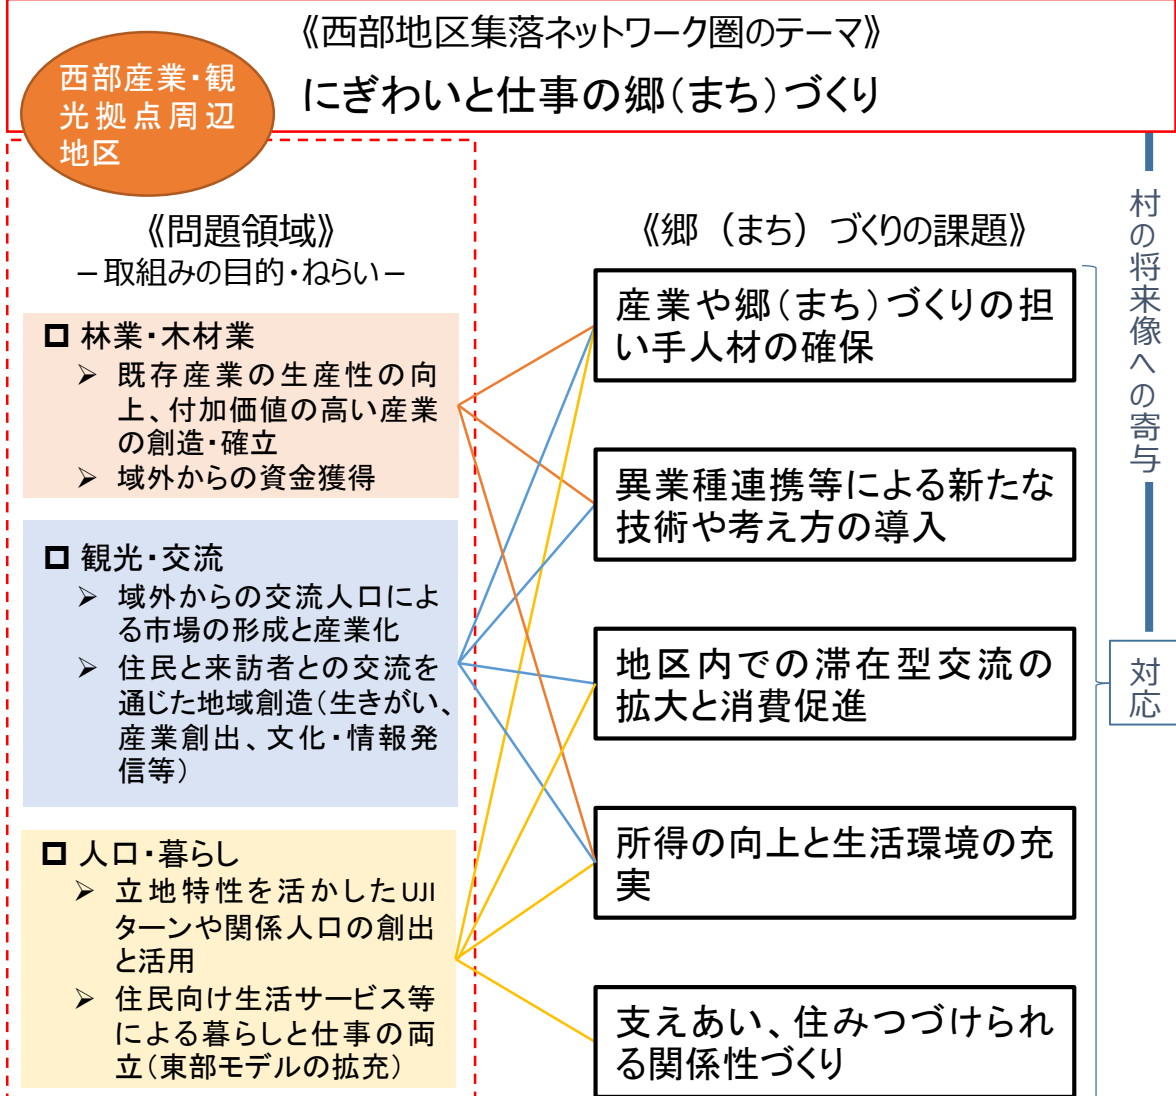 《西部地区集落ネットワーク圏のテーマ》
にぎわいと仕事の郷（まち）づくり
西部産業・観
光拠点周辺
地区
《問題領域》
－取組みの目的・ねらい－
林業・木材業
既存産業の生産性の向
上、付加価値の高い産業
の創造・確立
域外からの資金獲得
観光・交流
域外からの交流人口によ
る市場の形成と産業化
住民と来訪者との交流を
通じた地域創造（生きがい、
産業創出、文化・情報発
信等）
人口・暮らし
立地特性を活かしたUJI
ターンや関係人口の創出
と活用
住民向け生活サービス等
による暮らしと仕事の両
立（東部モデルの拡充）
《郷（まち）づくりの課題》
産業や郷（まち）づくりの担
い手人材の確保
異業種連携等による新たな
技術や考え方の導入
地区内での滞在型交流の
拡大と消費促進
所得の向上と生活環境の充
実
支えあい、住みつづけられ
る関係性づくり
村の将来像への寄与
対応